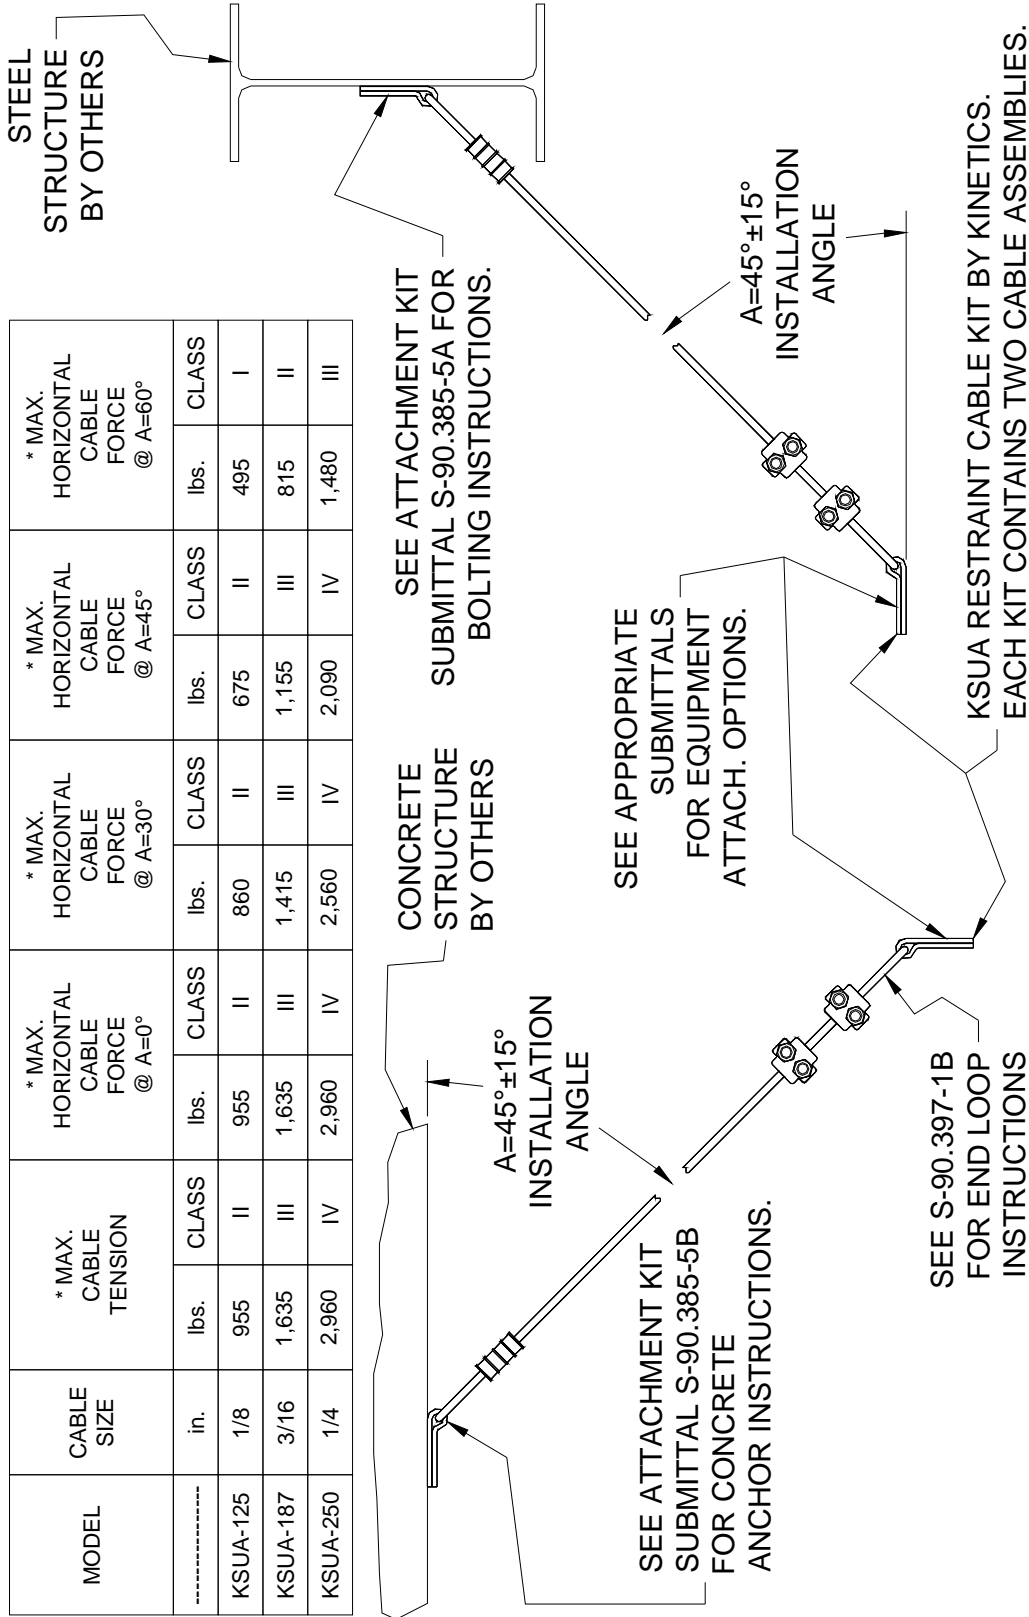 MODEL
CABLE
SIZE
* MAX.
CABLE
TENSION
* MAX.
HORIZONTAL
CABLE
FORCE
@ A=0°
* MAX.
HORIZONTAL
CABLE
FORCE
@ A=30°
* MAX.
HORIZONTAL
CABLE
FORCE
@ A=45°
* MAX.
HORIZONTAL
CABLE
FORCE
@ A=60°
------------ in. lbs. CLASS lbs. CLASS lbs. CLASS lbs. CLASS lbs. CLASS
KSUA-125 1/8 955 II 955 II 860 II 675 II 495 I
KSUA-187 3/16 1,635 III 1,635 III 1,415 III 1,155 III 815 II
KSUA-250 1/4 2,960 IV 2,960 IV 2,560 IV 2,090 IV 1,480 III
STEEL
STRUCTURE
BY OTHERS
CONCRETE
STRUCTURE
BY OTHERS
SEE ATTACHMENT KIT
SUBMITTAL S-90.385-5A FOR
BOLTING INSTRUCTIONS.
A=45°±15°
INSTALLATION
ANGLE
A=45°±15°
INSTALLATION
ANGLE
SEE ATTACHMENT KIT
SUBMITTAL S-90.385-5B
FOR CONCRETE
ANCHOR INSTRUCTIONS.
SEE APPROPRIATE
SUBMITTALS
FOR EQUIPMENT
ATTACH. OPTIONS.
SEE S-90.397-1B
FOR END LOOP
INSTRUCTIONS
KSUA RESTRAINT CABLE KIT BY KINETICS.
EACH KIT CONTAINS TWO CABLE ASSEMBLIES.